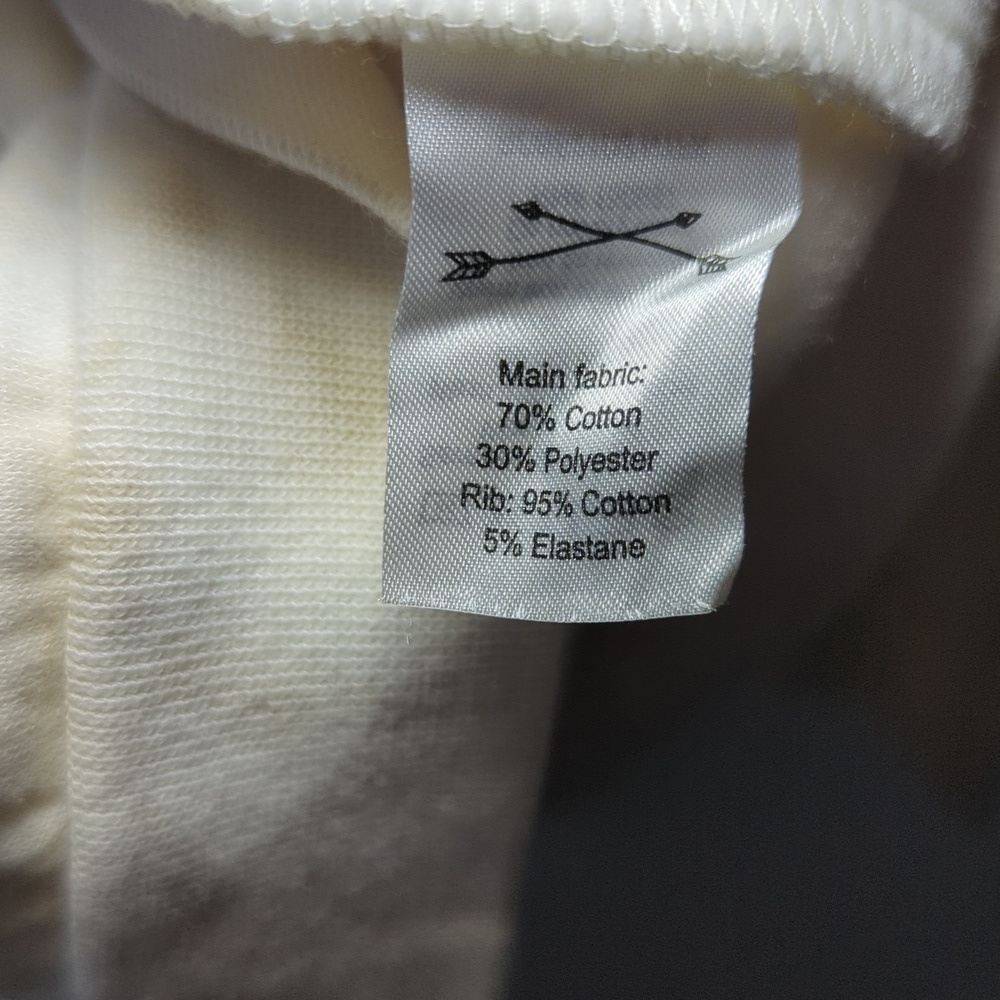 Main fabric:
70% Cotton
30% Polyester
Rib: 95% Cotton
5% Elastane